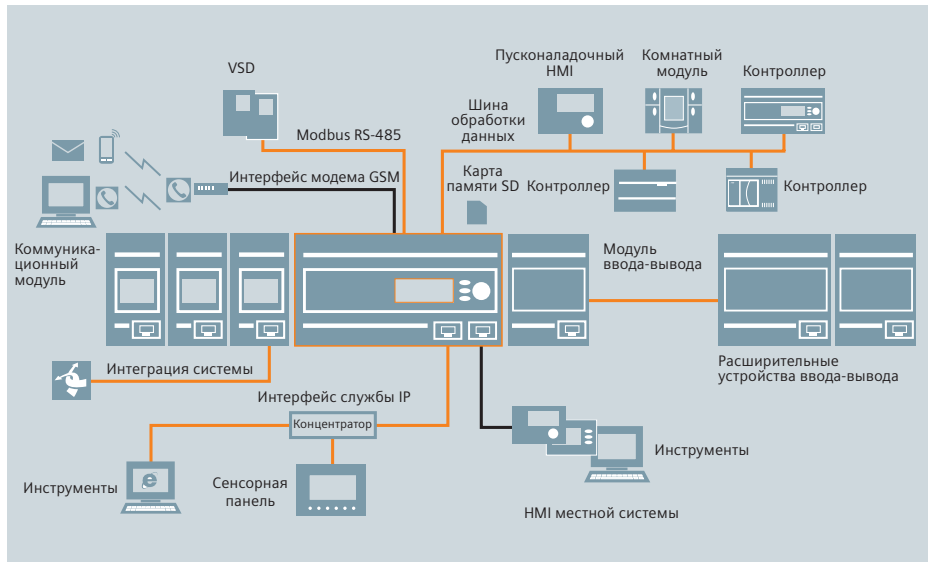 VSD
Пусконаладочный
HMI
Комнатный
модуль
Контроллер
Шина
обработки
данных
Modbus RS-485
Интерфейс модема GSM
Карта
памяти SD
Контроллер
Контроллер
Коммуника-
ционный
модуль
Модуль
ввода-вывода
Интеграция системы
Расширительные
устройства ввода-вывода
Интерфейс службы IP
Концентратор
Инструменты
Сенсорная
панель
Инструменты
HMI местной системы